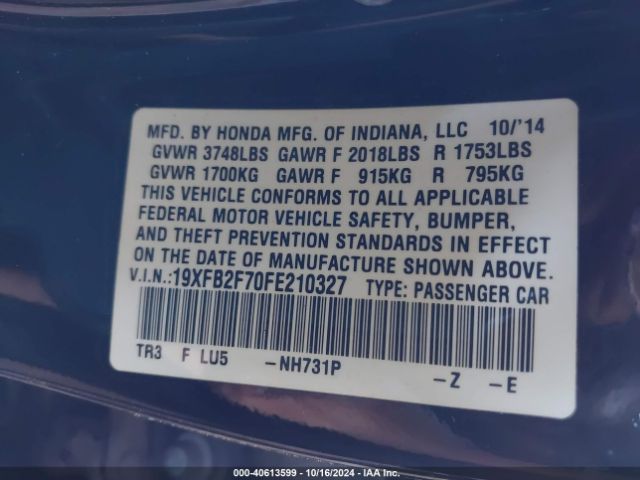 MFD. BY HONDA MFG. OF INDIANA, LLC 10/'14
GVWR 3748LBS GAWR F 2018LBS R 1753LBS
GVWR 1700KG GAWR F 915KG R 795KG
THIS VEHICLE CONFORMS TO ALL APPLICABLE
FEDERAL MOTOR VEHICLE SAFETY, BUMPER,
AND THEFT PREVENTION STANDARDS IN EFFECT
ON THE DATE OF MANUFACTURE SHOWN ABOVE.
V.I.N.:19XFB2F70FE210327 TYPE: PASSENGER CAR
TR3 F LU5 -NH731P -Z -E
000-40613599 - 10/16/2024 - IAA Inc.